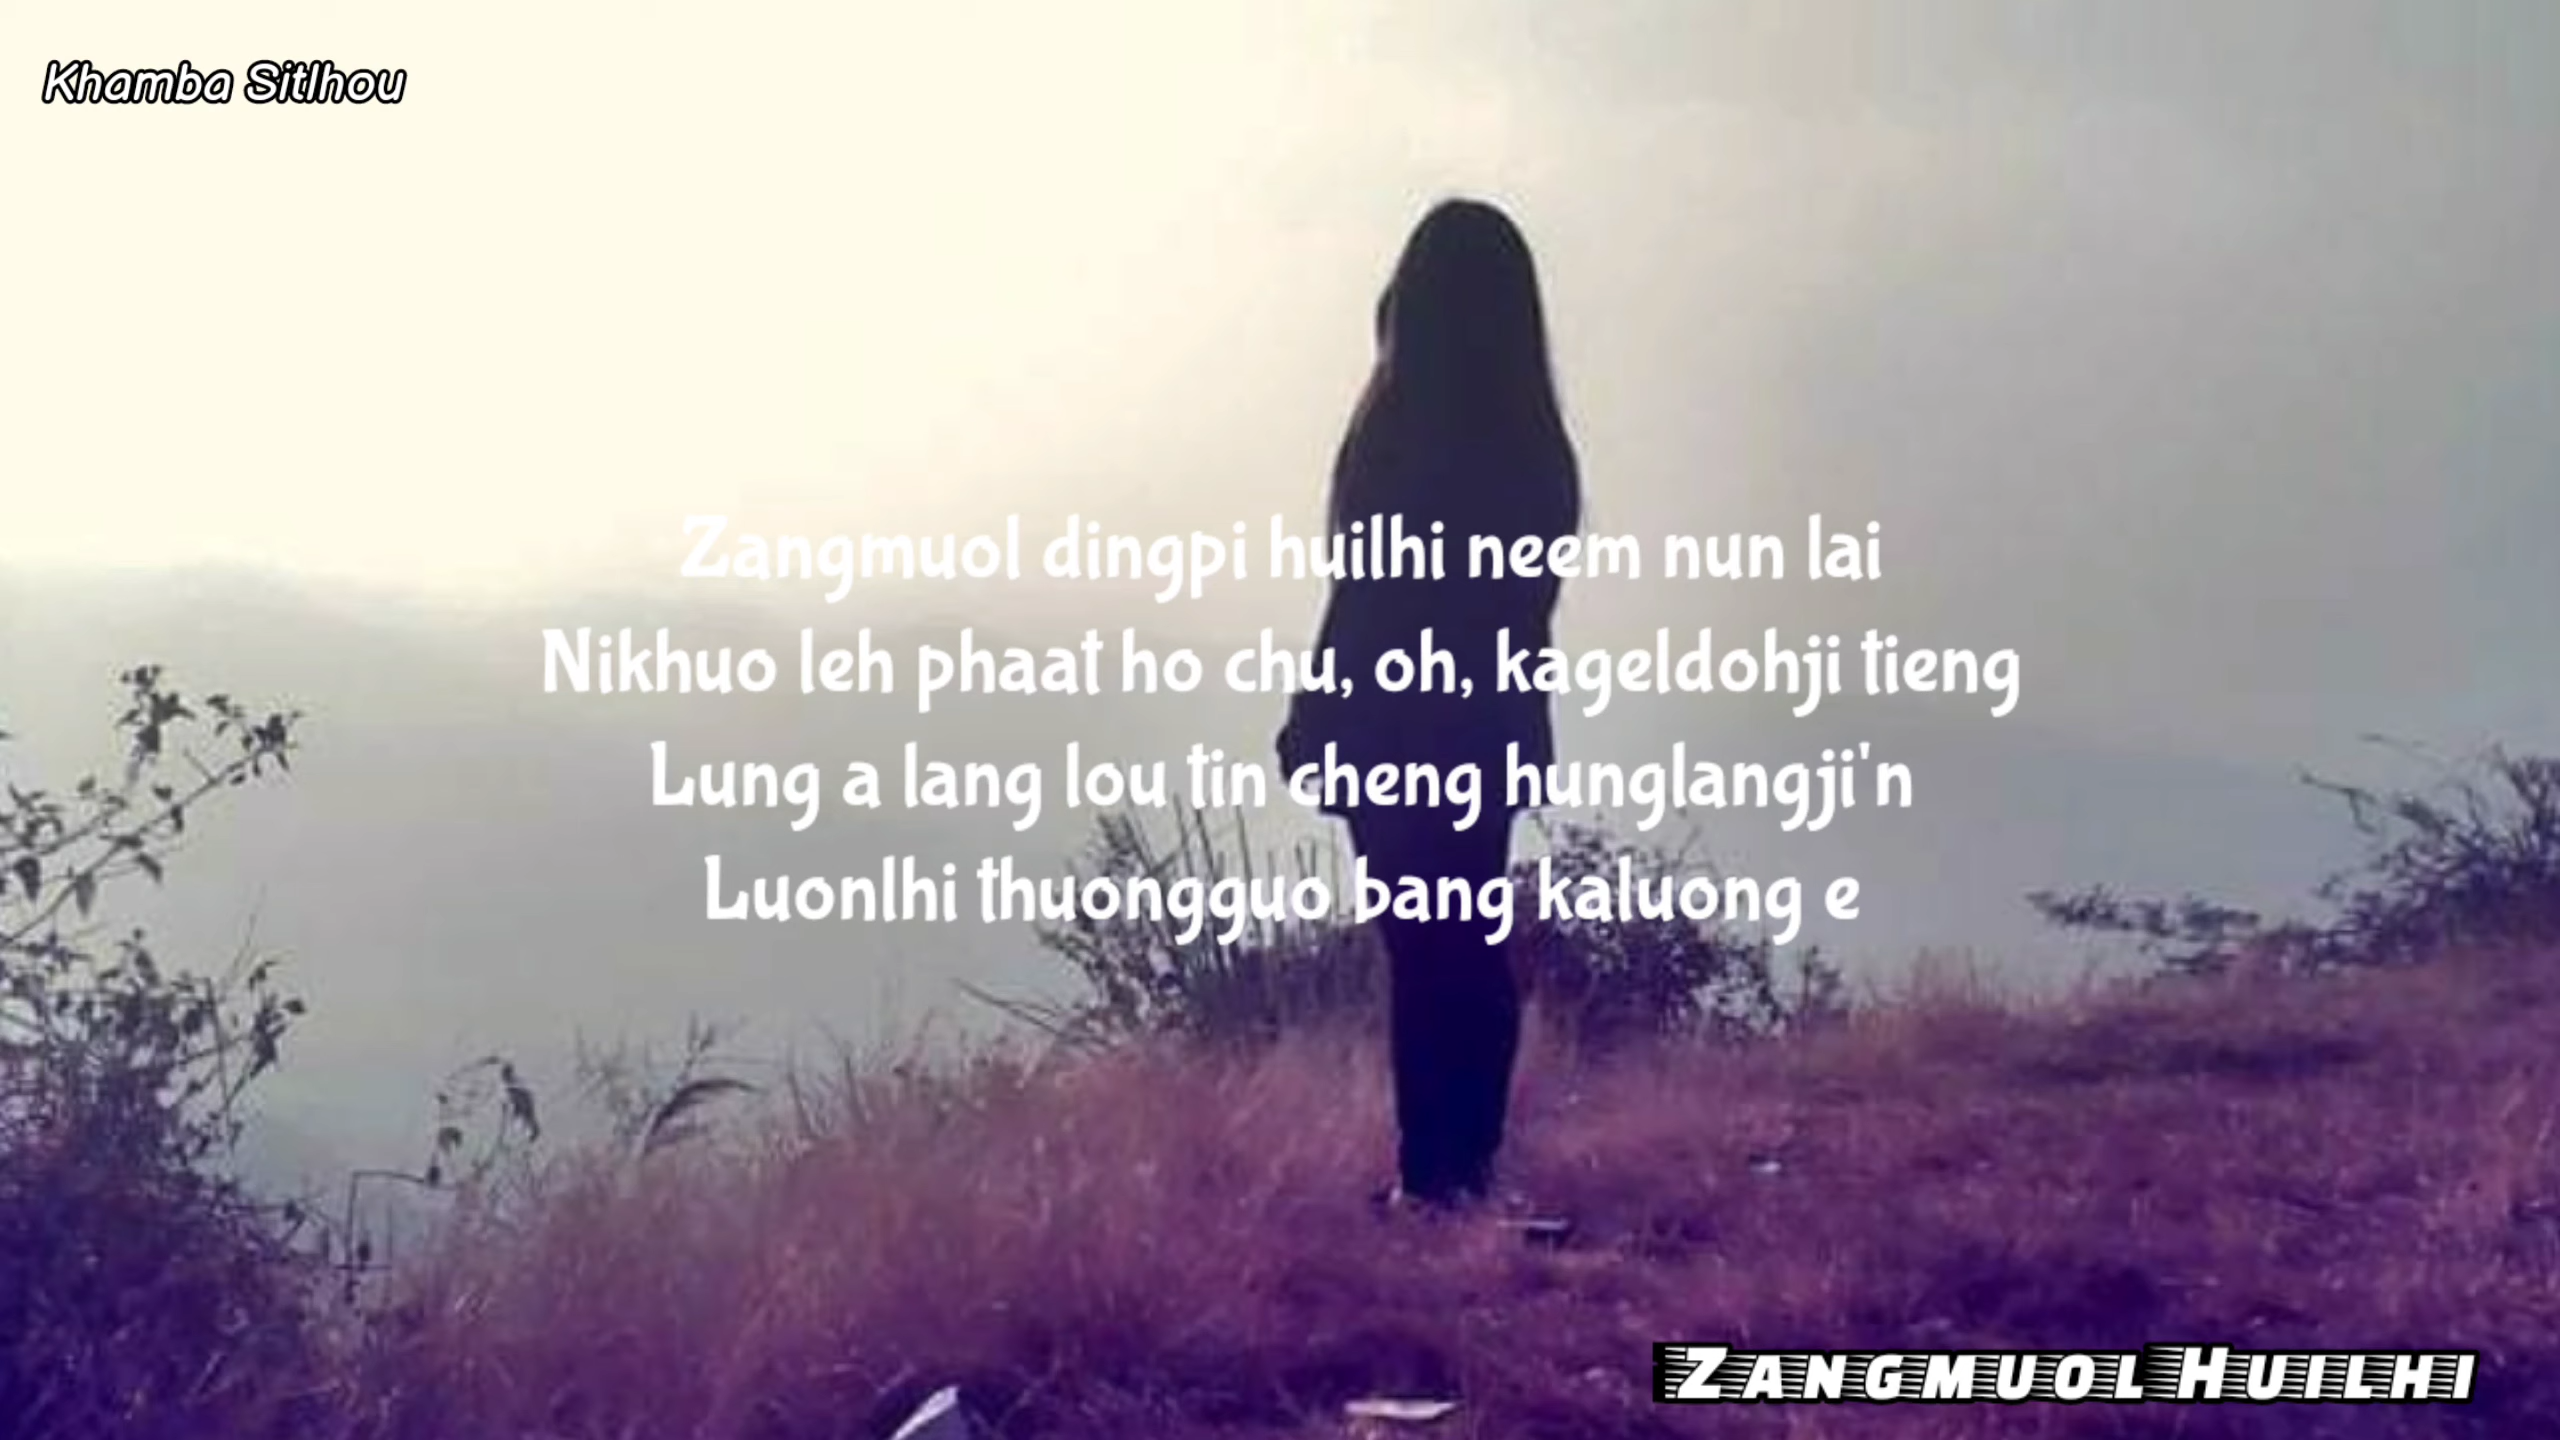 Khamba Sitlhou
Zangmuol dingpi huilhi neem nun lai
Nikhuo leh phaat ho chu, oh, kageldohji tieng
Lung a lang lou tin cheng hunglangji'n
Luonlhi thuongguo bang kaluong e
ZANGMUOL HUILHI